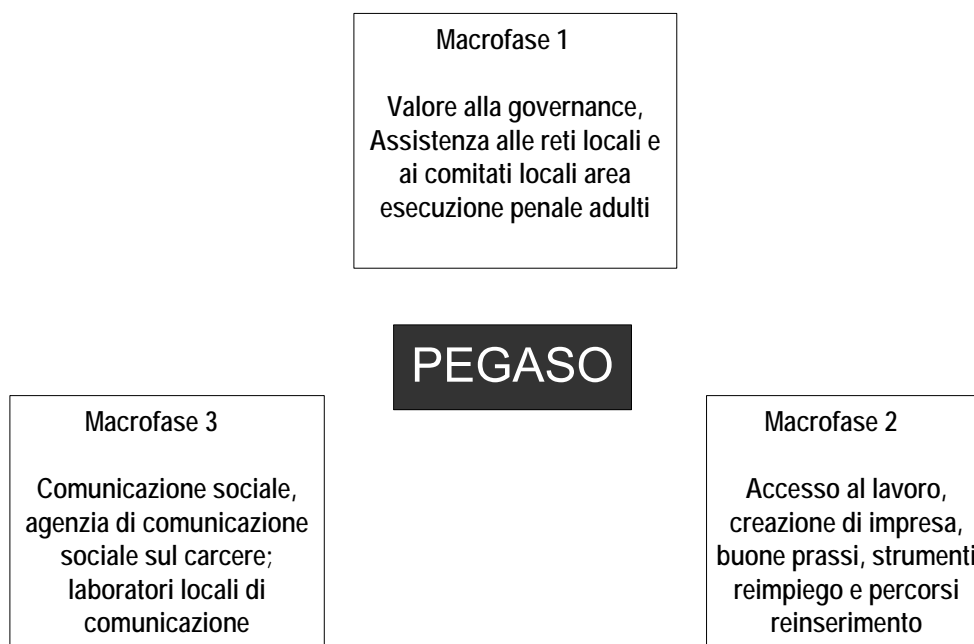 Macrofase 1
Valore alla governance,
Assistenza alle reti locali e
ai comitati locali area
esecuzione penale adulti
PEGASO
Macrofase 3
Comunicazione sociale,
agenzia di comunicazione
sociale sul carcere;
laboratori locali di
comunicazione
Macrofase 2
Accesso al lavoro,
creazione di impresa,
buone prassi, strumenti
reimpiego e percorsi
reinserimento